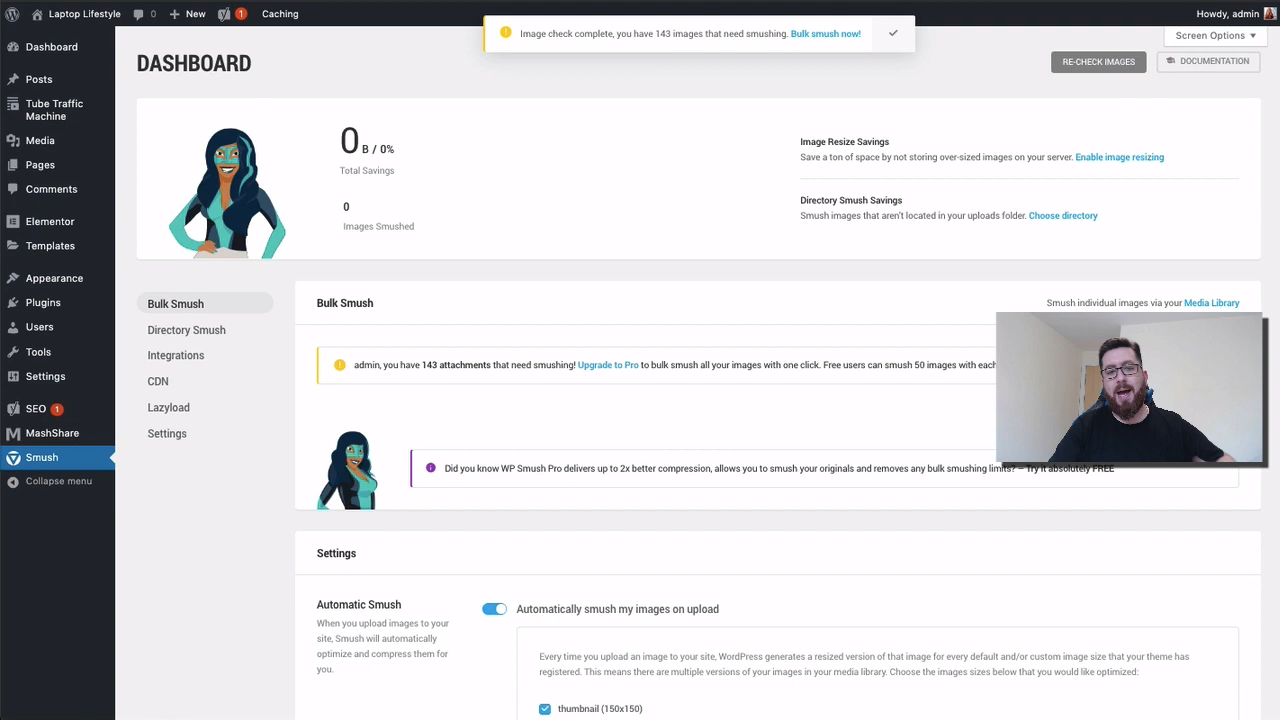 Laptop Lifestyle
0
New
1
Caching
Howdy, admin
Image check complete, you have 143 images that need smushing. Bulk smush now!
Screen Options ▼
DASHBOARD
RE-CHECK IMAGES
DOCUMENTATION
Dashboard
Posts
Tube Traffic
Machine
Media
Pages
Comments
Elementor
Templates
Appearance
Plugins
Users
Tools
Settings
SEO 1
MashShare
Smush
Collapse menu
0 B / 0%
Total Savings
0
Images Smushed
Image Resize Savings
Save a ton of space by not storing over-sized images on your server. Enable image resizing
Directory Smush Savings
Smush images that aren't located in your uploads folder. Choose directory
Bulk Smush
Directory Smush
Integrations
CDN
Lazyload
Settings
Bulk Smush
Smush individual images via your Media Library
admin, you have 143 attachments that need smushing! Upgrade to Pro to bulk smush all your images with one click. Free users can smush 50 images with each
Did you know WP Smush Pro delivers up to 2x better compression, allows you to smush your originals and removes any bulk smushing limits? – Try it absolutely FREE
Settings
Automatic Smush
When you upload images to your
site, Smush will automatically
optimize and compress them for
you.
Automatically smush my images on upload
Every time you upload an image to your site, WordPress generates a resized version of that image for every default and/or custom image size that your theme has
registered. This means there are multiple versions of your images in your media library. Choose the images sizes below that you would like optimized:
thumbnail (150x150)